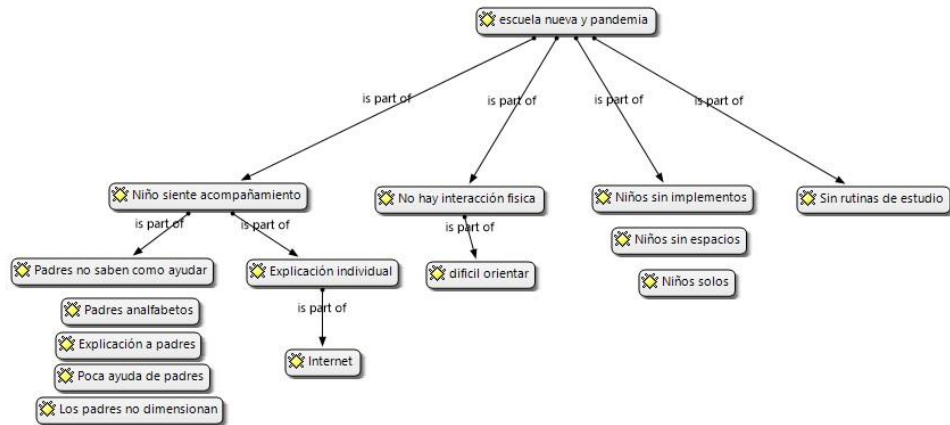 escuela nueva y pandemia
is part of
is part of
is part of
is part of
Niño siente acompañamiento
No hay interacción fisica
Niños sin implementos
Sin rutinas de estudio
is part of
is part of
is part of
Niños sin espacios
Padres no saben como ayudar
Explicación individual
dificil orientar
Niños solos
Padres analfabetos
is part of
Explicación a padres
Internet
Poca ayuda de padres
Los padres no dimensionan